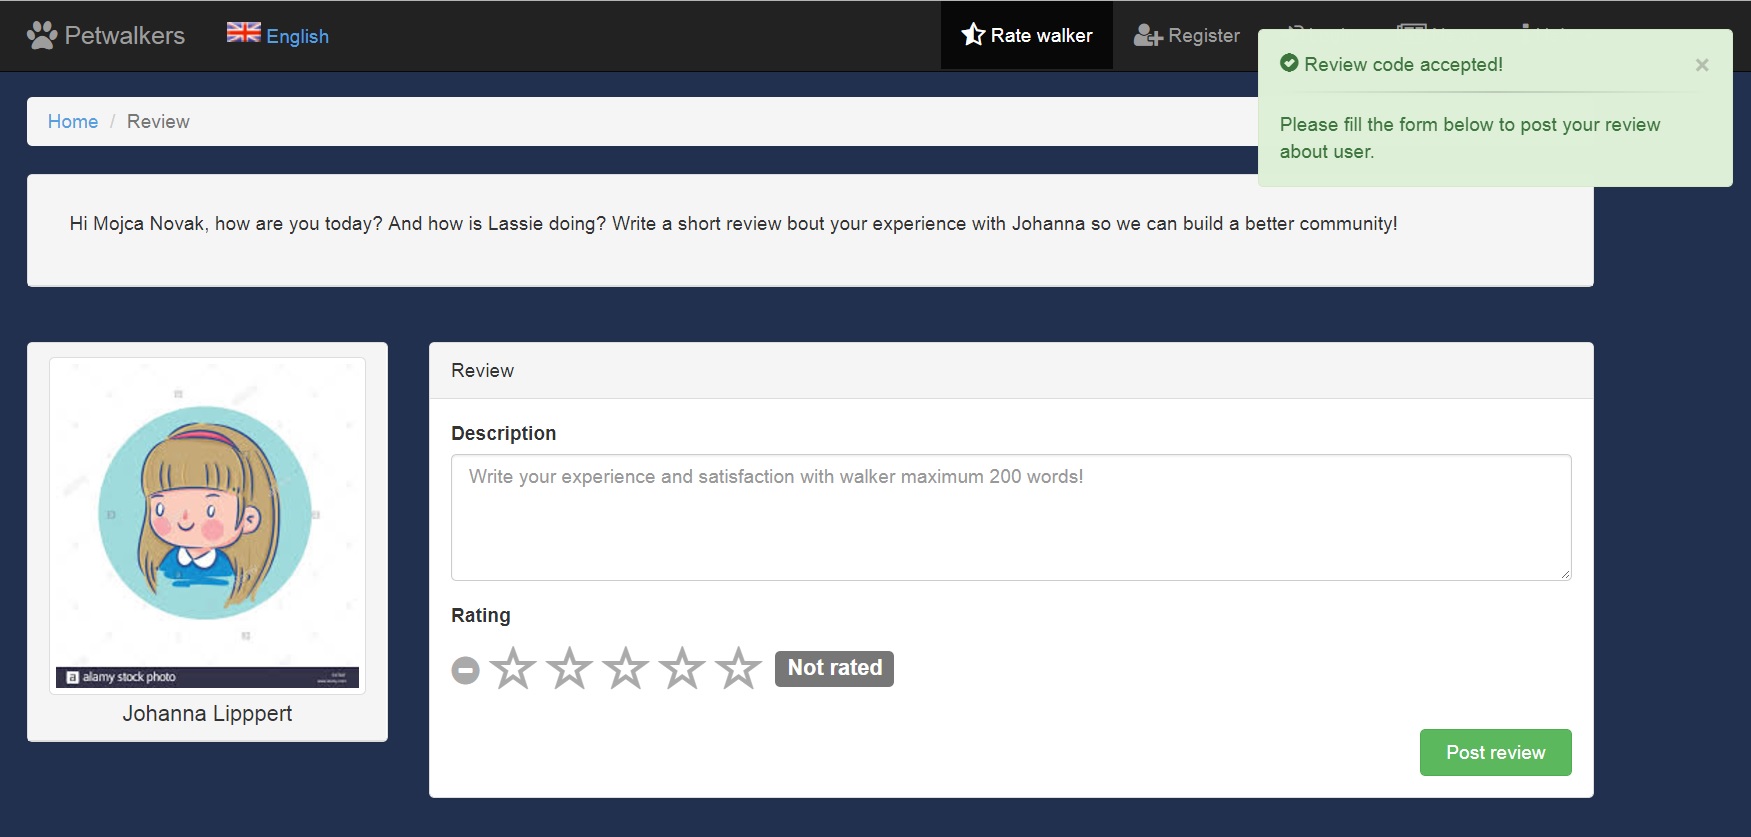 Petwalkers English Rate walker Register
Review code accepted! ×
Please fill the form below to post your review
about user.
Home / Review
Hi Mojca Novak, how are you today? And how is Lassie doing? Write a short review bout your experience with Johanna so we can build a better community!
alamy stock photo
Johanna Lipppert
Review
Description
Write your experience and satisfaction with walker maximum 200 words!
Rating
Not rated
Post review